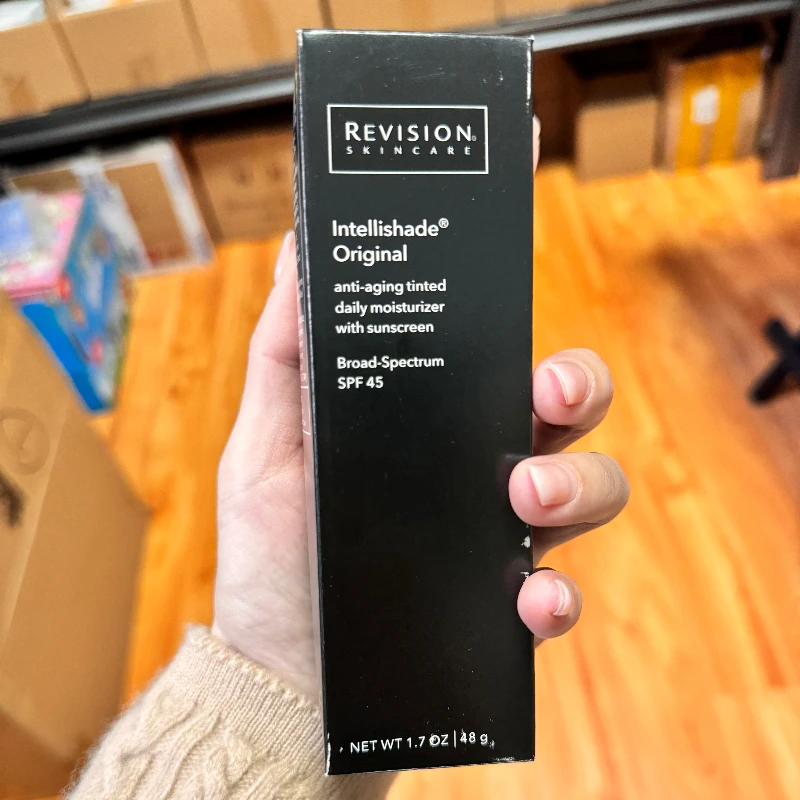 REVISION®
SKINCARE
Intellishade®
Original
anti-aging tinted
daily moisturizer
with sunscreen
Broad-Spectrum
SPF 45
NET WT 1.7 OZ | 48 g